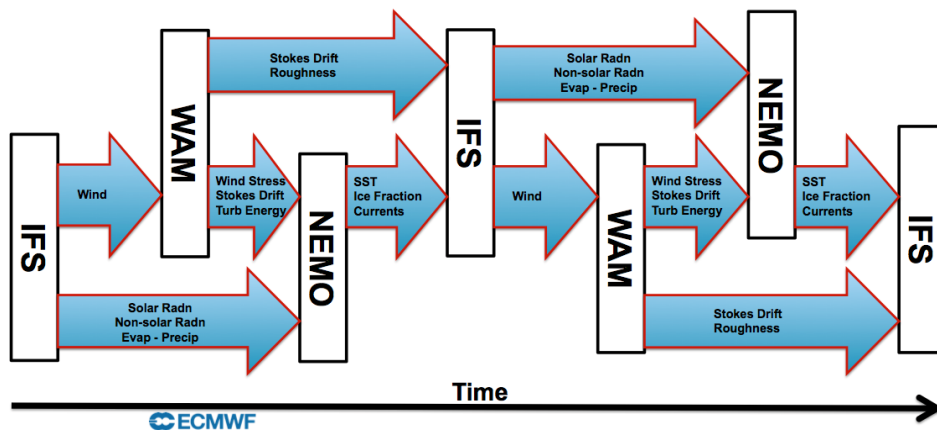 IFS
Wind
WAM
Stokes Drift
Roughness
Wind Stress
Stokes Drift
Turb Energy
Solar Radn
Non-solar Radn
Evap - Precip
NEMO
SST
Ice Fraction
Currents
IFS
Solar Radn
Non-solar Radn
Evap - Precip
Wind
WAM
Wind Stress
Stokes Drift
Turb Energy
Stokes Drift
Roughness
NEMO
SST
Ice Fraction
Currents
IFS
Time
ECMWF